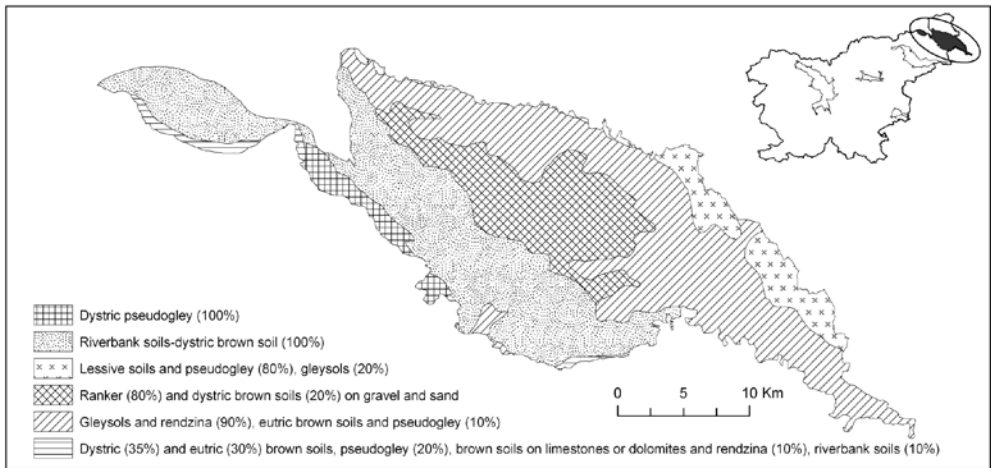 Dystric pseudogley (100%)
Riverbank soils-dystric brown soil (100%)
Lessive soils and pseudogley (80%), gleysols (20%)
Ranker (80%) and dystric brown soils (20%) on gravel and sand
Gleysols and rendzina (90%), eutric brown soils and pseudogley (10%)
Dystric (35%) and eutric (30%) brown soils, pseudogley (20%), brown soils on limestones or dolomites and rendzina (10%), riverbank soils (10%)
0 5 10 Km